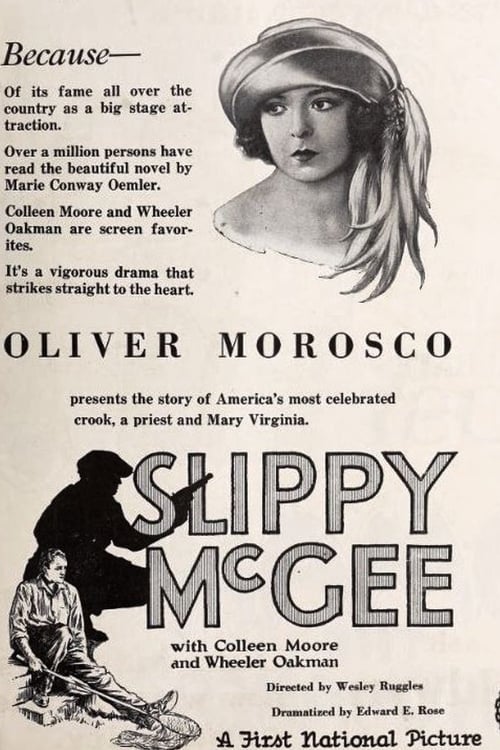 Because—
Of its fame all over the
country as a big stage at-
traction.
Over a million persons have
read the beautiful novel by
Marie Conway Oemler.
Colleen Moore and Wheeler
Oakman are screen favor-
ites.
It's a vigorous drama that
strikes straight to the heart.
OLIVER MOROSCO
presents the story of America's most celebrated
crook, a priest and Mary Virginia.
SLIPPY
McGEE
with Colleen Moore
and Wheeler Oakman
Directed by Wesley Ruggles
Dramatized by Edward E. Rose
A First National Picture